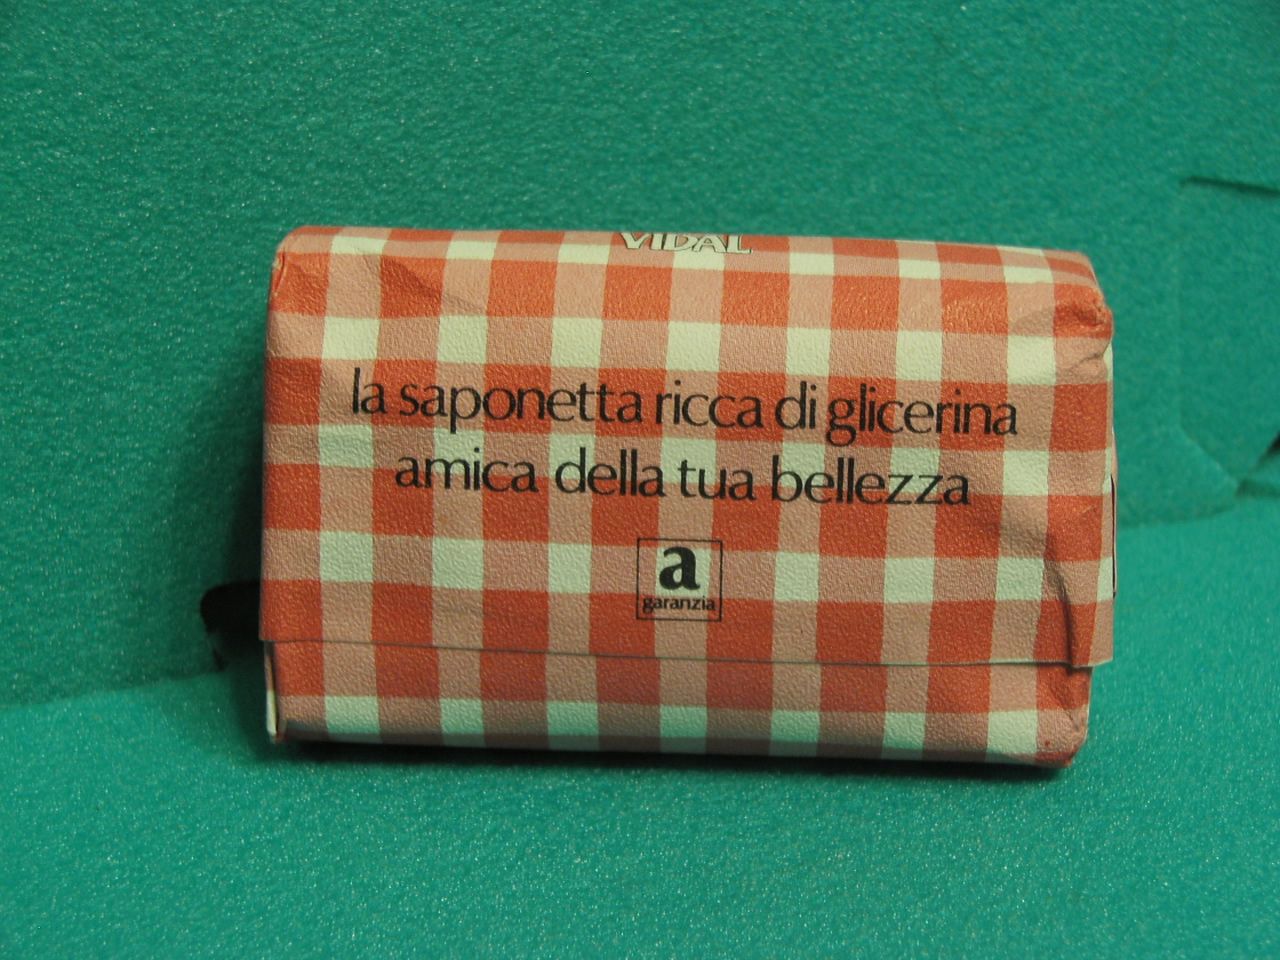 VIDAL
la saponetta ricca di glicerina
amica della tua bellezza
a
garanzia